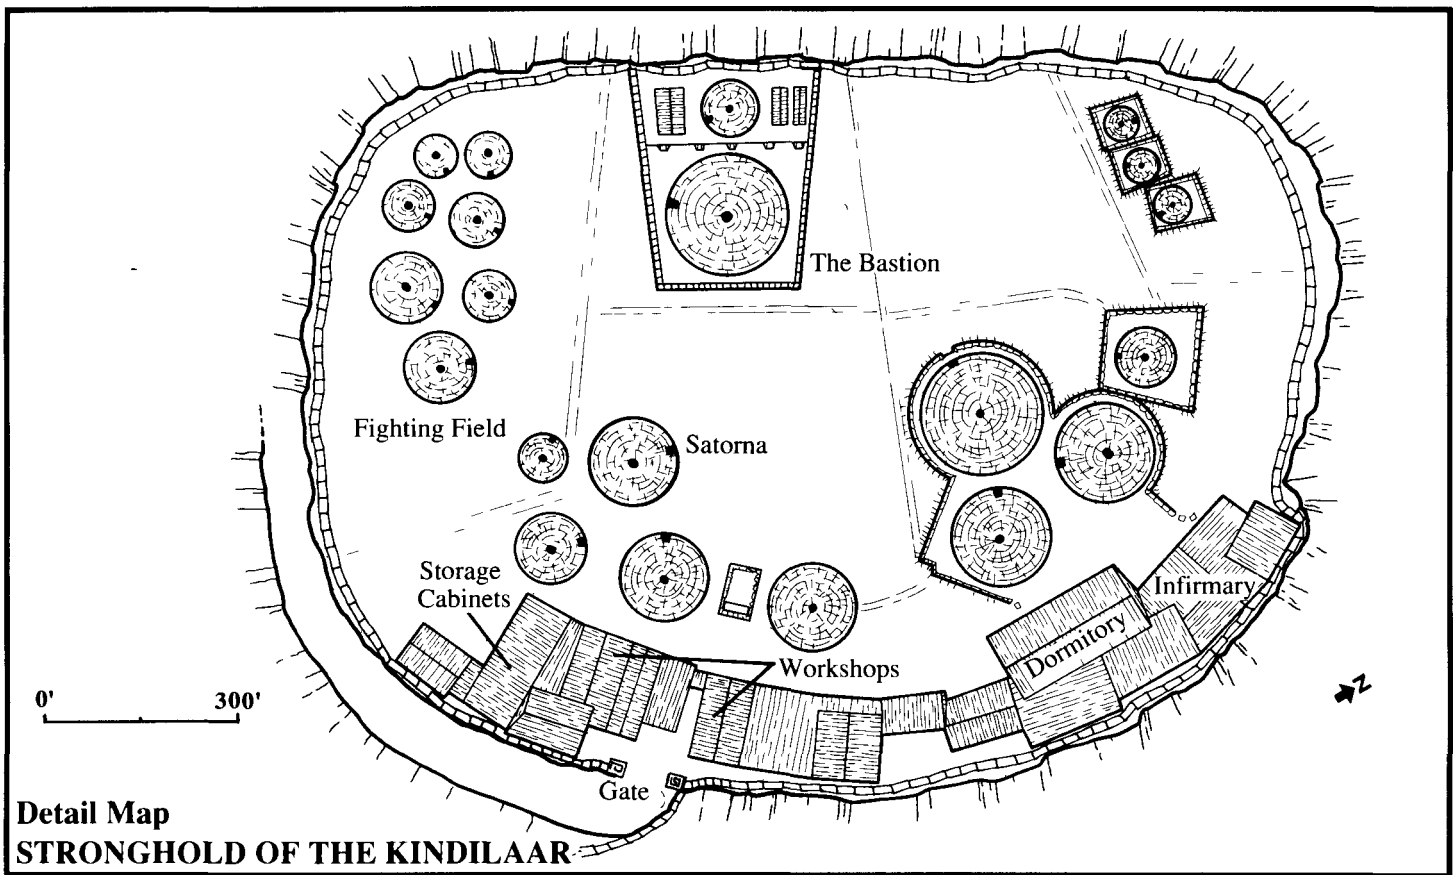 The Bastion
Fighting Field
Satorna
Storage
Cabinets
Infirmary
Dormitory
Workshops
0' 300'
N
Gate
Detail Map
STRONGHOLD OF THE KINDILAAR